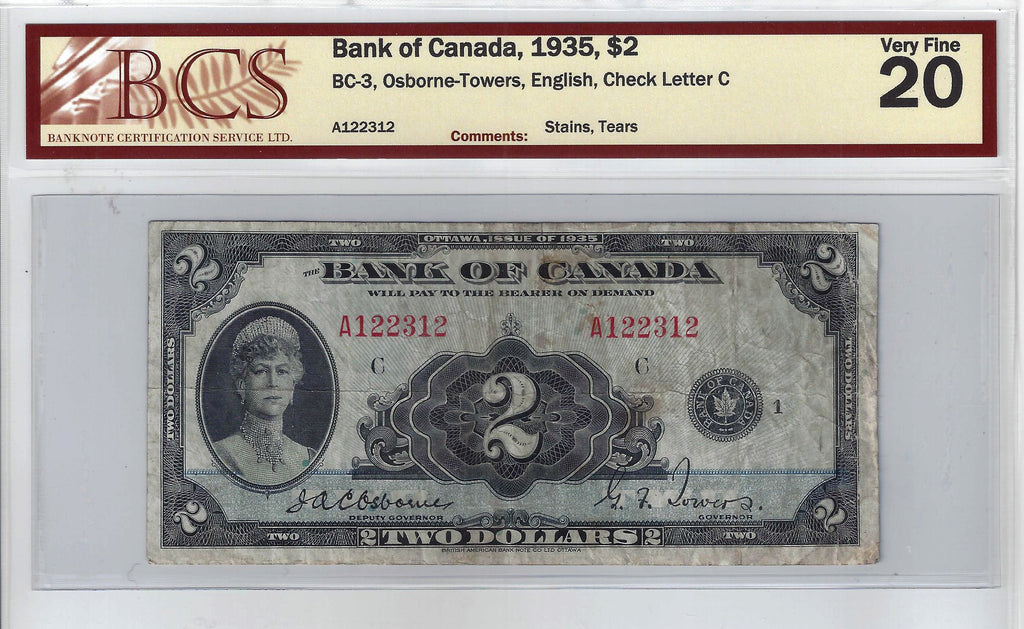 BCS
BANKNOTE CERTIFICATION SERVICE LTD.
Bank of Canada, 1935, $2
BC-3, Osborne-Towers, English, Check Letter C
A122312
Comments: Stains, Tears
Very Fine
20
2 TWO OTTAWA, ISSUE OF 1935 TWO 2
THE BANK OF CANADA
WILL PAY TO THE BEARER ON DEMAND
A122312 A122312
C C
TWO DOLLARS
2
BANK OF CANADA
1
TWO DOLLARS
J A C Osborne G. F. Towers.
DEPUTY GOVERNOR GOVERNOR
2 TWO 2 TWO DOLLARS 2 TWO 2
BRITISH AMERICAN BANK NOTE CO LTD OTTAWA